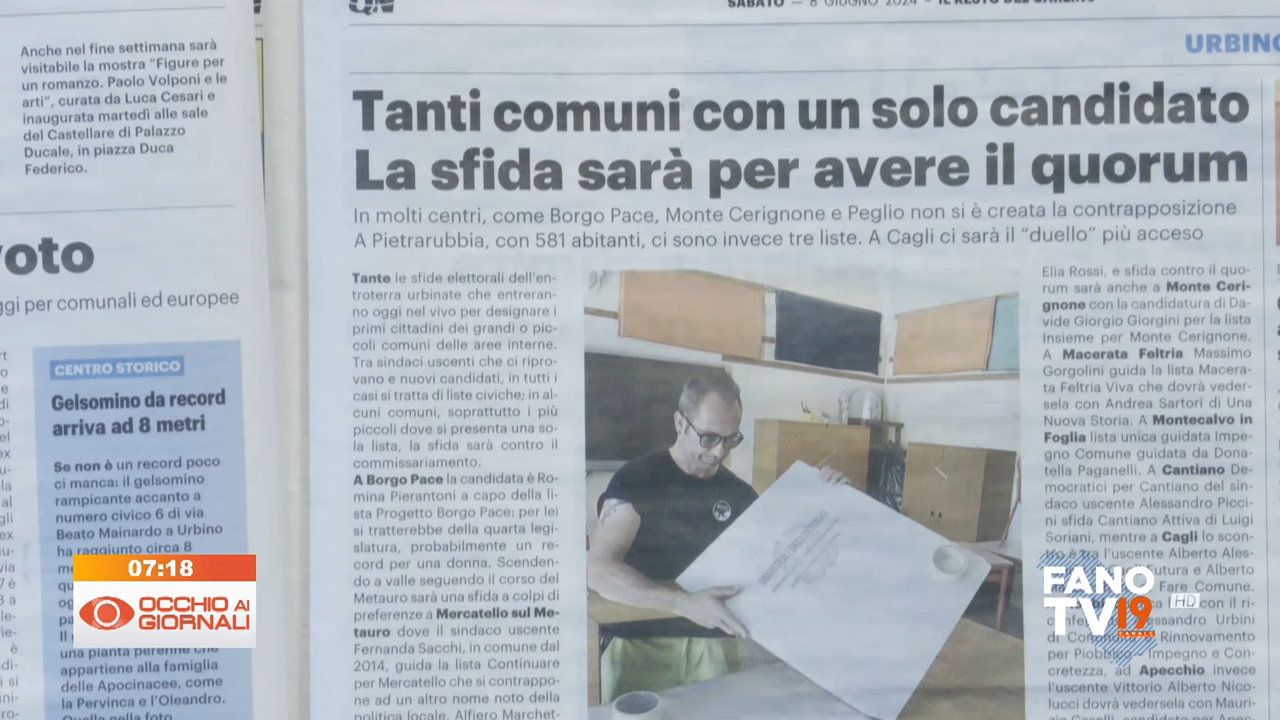 Anche nel fine settimana sarà
visitabile la mostra "Figure per
un romanzo. Paolo Volponi e le
arti", curata da Luca Cesari e
inaugurata martedì alle sale
del Castellare di Palazzo
Ducale, in piazza Duca
Federico.
voto
ggi per comunali ed europee
CENTRO STORICO
Gelsomino da record
arriva ad 8 metri
Se non è un record poco
ci manca: il gelsomino
rampicante accanto a
numero civico 6 di via
Beato Mainardo a Urbino
ha raggiunto circa 8
una pianta perenne che
appartiene alla famiglia
delle Apocinacee, come
la Pervinca e l'Oleandro.
Quella nella foto
QN
SABATO — 8 GIUGNO 2024 – IL RESTO DEL CARLINO
URBINO
Tanti comuni con un solo candidato
La sfida sarà per avere il quorum
In molti centri, come Borgo Pace, Monte Cerignone e Peglio non si è creata la contrapposizione
A Pietrarubbia, con 581 abitanti, ci sono invece tre liste. A Cagli ci sarà il "duello" più acceso
Tante le sfide elettorali dell'en-
troterra urbinate che entreran-
no oggi nel vivo per designare i
primi cittadini dei grandi o pic-
coli comuni delle aree interne.
Tra sindaci uscenti che ci ripro-
vano e nuovi candidati, in tutti i
casi si tratta di liste civiche; in al-
cuni comuni, soprattutto i più
piccoli dove si presenta una so-
la lista, la sfida sarà contro il
commissariamento.
A Borgo Pace la candidata è Ro-
mina Pierantoni a capo della li-
sta Progetto Borgo Pace: per lei
si tratterebbe della quarta legi-
slatura, probabilmente un re-
cord per una donna. Scenden-
do a valle seguendo il corso del
Metauro sarà una sfida a colpi di
preferenze a Mercatello sul Me-
tauro dove il sindaco uscente
Fernanda Sacchi, in comune dal
2014, guida la lista Continuare
per Mercatello che si contrappo-
ne ad un altro nome noto della
politica locale, Alfiero Marchet-
Elia Rossi, e sfida contro il quo-
rum sarà anche a Monte Ceri-
gnone con la candidatura di Da-
vide Giorgio Giorgini per la lista
Insieme per Monte Cerignone.
A Macerata Feltria Massimo
Gorgolini guida la lista Macera-
ta Feltria Viva che dovrà veder-
sela con Andrea Sartori di Una
Nuova Storia. A Montecalvo in
Foglia lista unica guidata Impe-
gno Comune guidata da Dona-
tella Paganelli. A Cantiano De-
mocratici per Cantiano del sin-
daco uscente Alessandro Picci-
ni sfida Cantiano Attiva di Luigi
Soriani, mentre a Cagli lo scon-
tro è tra l'uscente Alberto Ales-
Futura e Alberto
Fare Comune.
con il ri-
essandro Urbini
Rinnovamento
per Piobbico - Impegno e Con-
cretezza, ad Apecchio invece
l'uscente Vittorio Alberto Nico-
lucci dovrà vedersela con Mauri-
07:18
OCCHIO AI
GIORNALI
FANO
TV 19
CANALE
HD